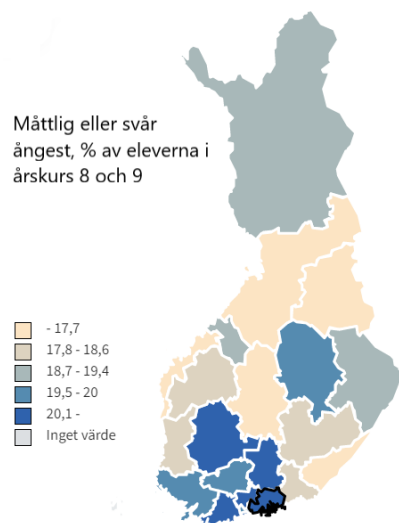 Måttlig eller svår
ångest, % av eleverna i
årskurs 8 och 9
- 17,7
17,8 - 18,6
18,7 - 19,4
19,5 - 20
20,1 -
Inget värde